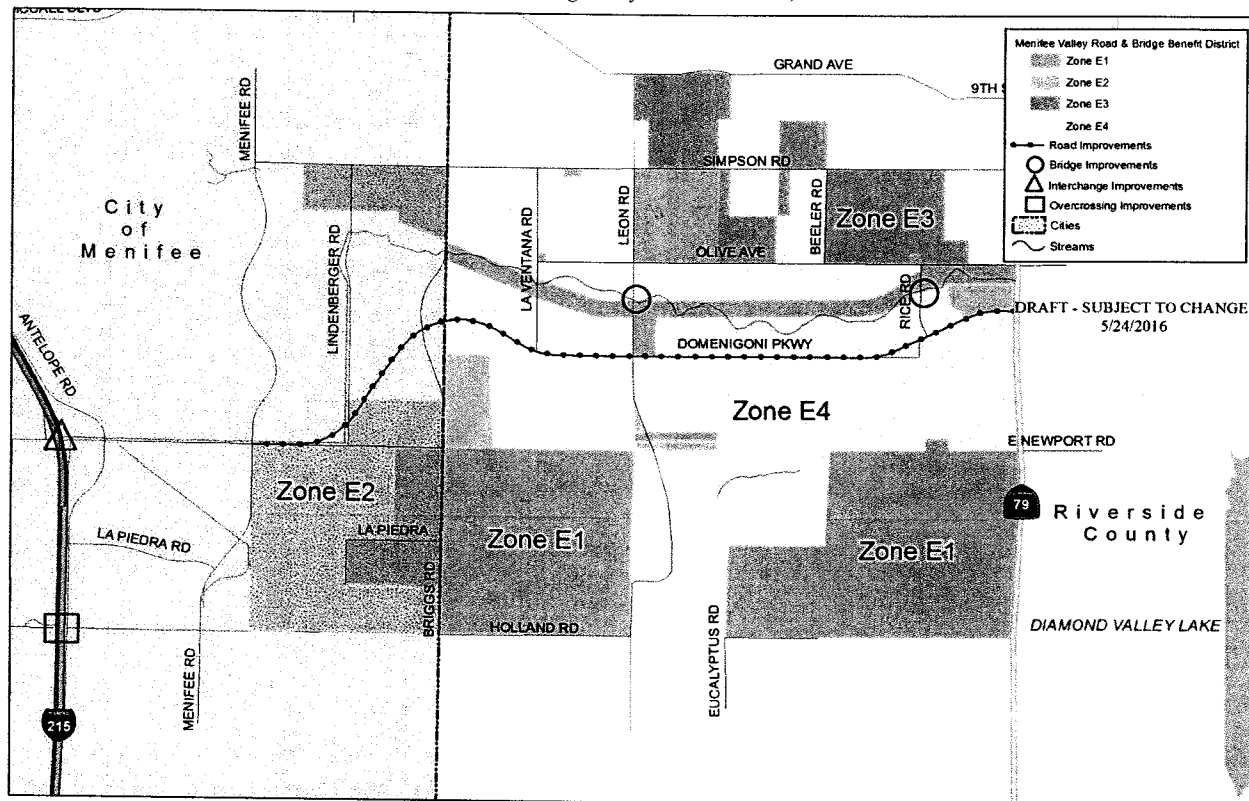 GRAND AVE
9TH S
Menifee Valley Road & Bridge Benefit District
Zone E1
Zone E2
Zone E3
Zone E4
Road Improvements
Bridge Improvements
Interchange Improvements
Overcrossing Improvements
Cities
Streams
MENIFEE RD
SIMPSON RD
City
of
Menifee
LINDENBERGER RD
LA VENTANA RD
LEON RD
BEELER RD
Zone E3
OLIVE AVE
RICE RD
DRAFT - SUBJECT TO CHANGE
5/24/2016
ANTELOPE RD
DOMENIGONI PKWY
Zone E4
E NEWPORT RD
Zone E2
79
Riverside
County
LA PIEDRA RD
LA PIEDRA
Zone E1
Zone E1
BRIGGS RD
HOLLAND RD
DIAMOND VALLEY LAKE
MENIFEE RD
EUCALYPTUS RD
215